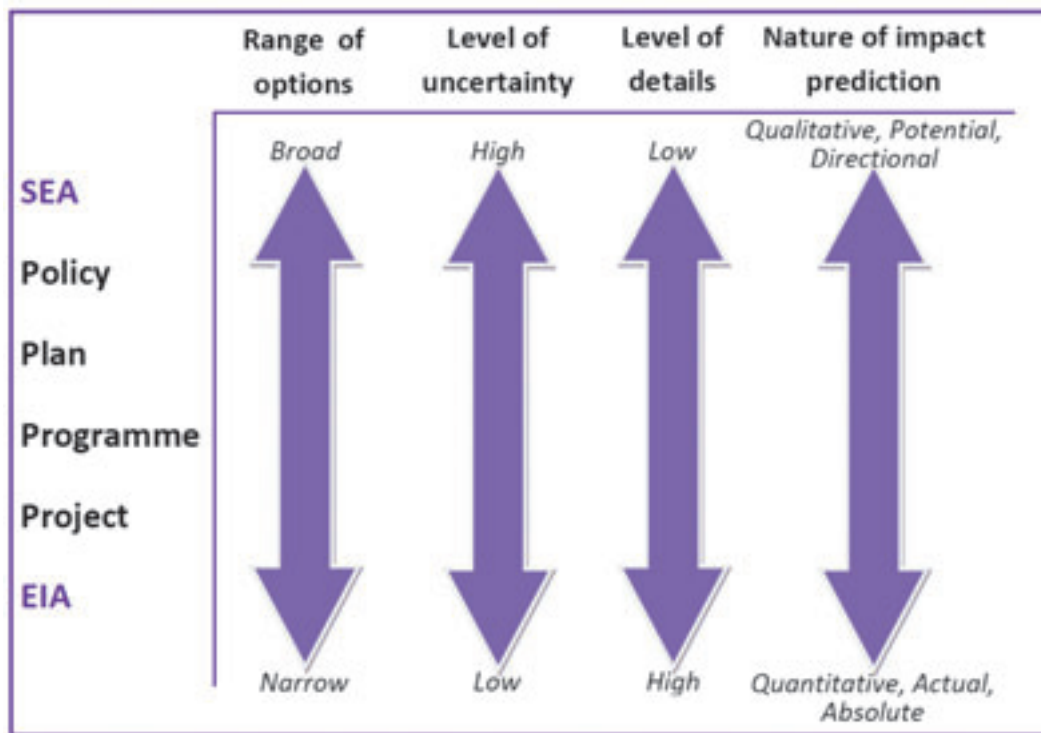 Range of options
Level of uncertainty
Level of details
Nature of impact prediction
Broad
High
Low
Qualitative, Potential,
Directional
SEA
Policy
Plan
Programme
Project
EIA
Narrow
Low
High
Quantitative, Actual,
Absolute